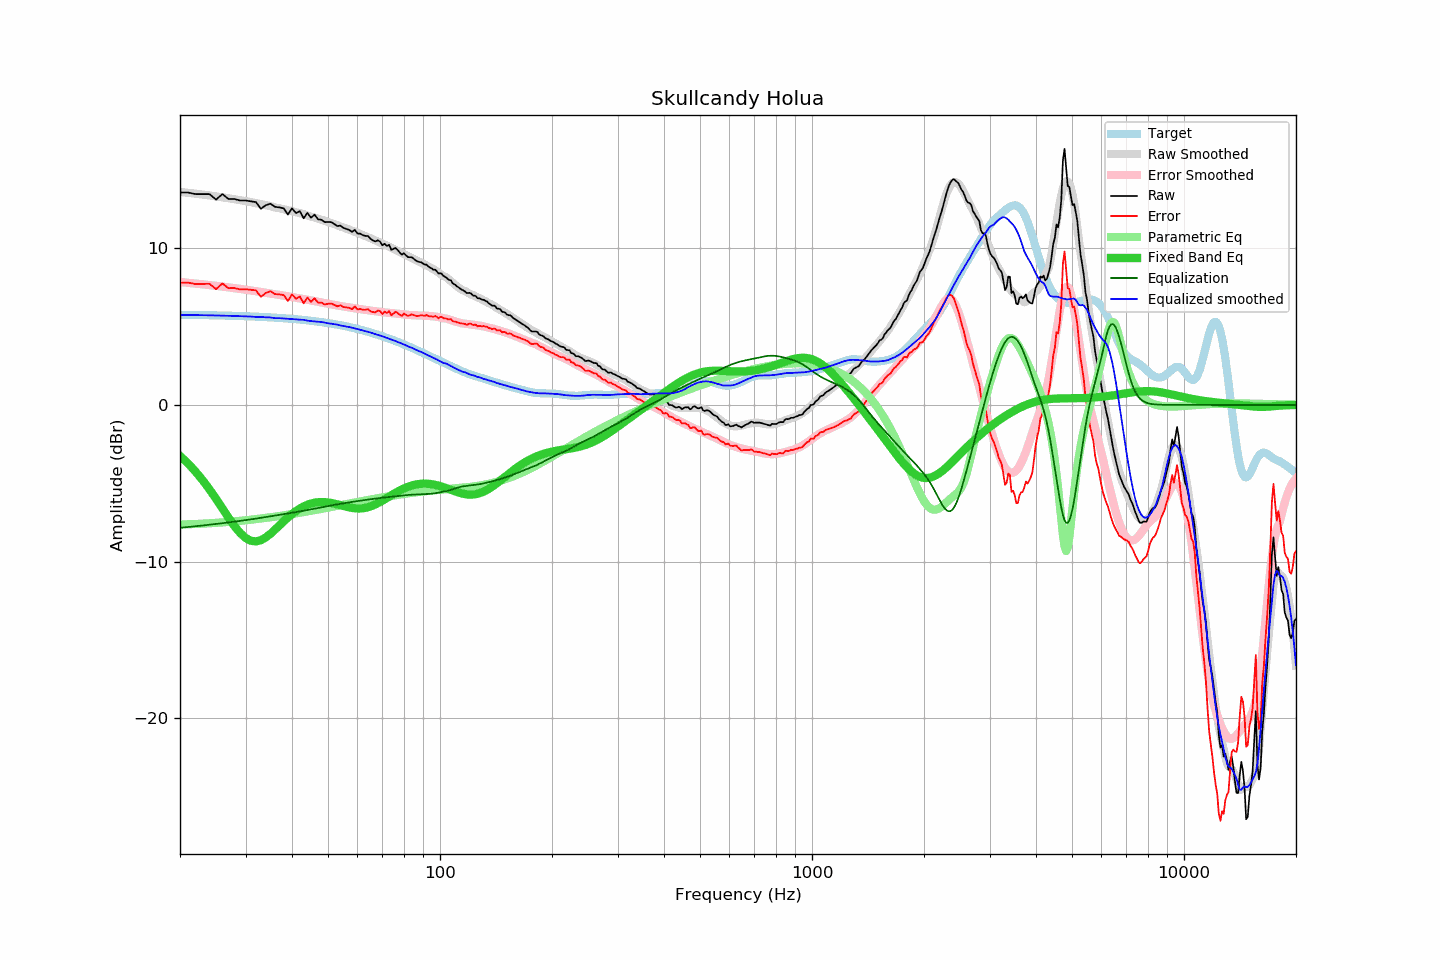 Skullcandy Holua
Target
Raw Smoothed
Error Smoothed
Raw
Error
Parametric Eq
Fixed Band Eq
Equalization
Equalized smoothed
Amplitude (dBr)
10
0
−10
−20
100
1000
10000
Frequency (Hz)